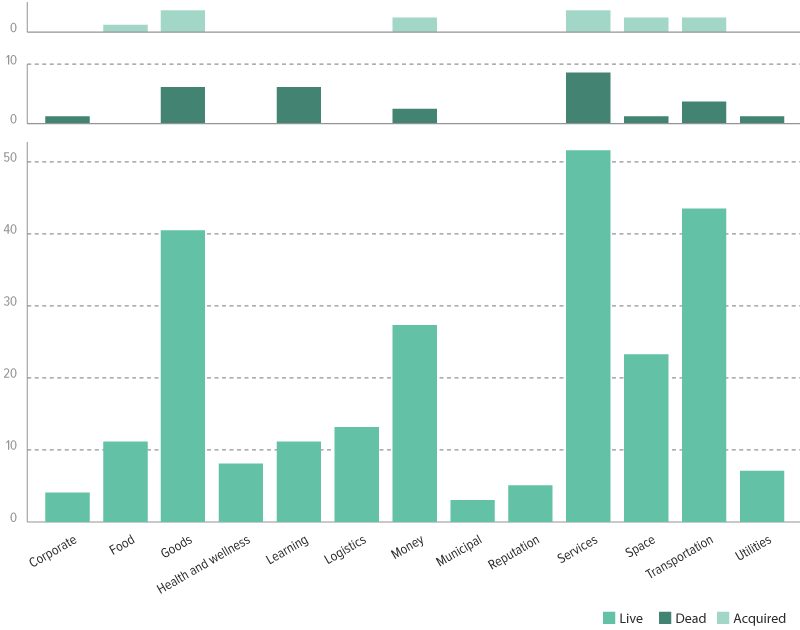 0
10
0
50
40
30
20
10
0
Corporate
Food
Goods
Health and wellness
Learning
Logistics
Money
Municipal
Reputation
Services
Space
Transportation
Utilities
Live Dead Acquired